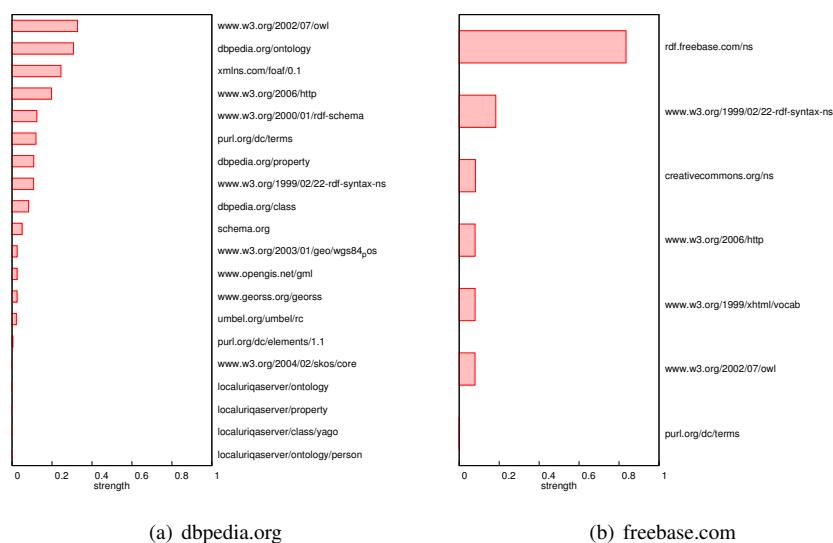 www.w3.org/2002/07/owl
dbpedia.org/ontology
xmlns.com/foaf/0.1
www.w3.org/2006/http
www.w3.org/2000/01/rdf-schema
purl.org/dc/terms
dbpedia.org/property
www.w3.org/1999/02/22-rdf-syntax-ns
dbpedia.org/class
schema.org
www.w3.org/2003/01/geo/wgs84pos
www.opengis.net/gml
www.georss.org/georss
umbel.org/umbel/rc
purl.org/dc/elements/1.1
www.w3.org/2004/02/skos/core
localuriqaserver/ontology
localuriqaserver/property
localuriqaserver/class/yago
localuriqaserver/ontology/person
0 0.2 0.4 0.6 0.8 1
strength
(a) dbpedia.org
rdf.freebase.com/ns
www.w3.org/1999/02/22-rdf-syntax-ns
creativecommons.org/ns
www.w3.org/2006/http
www.w3.org/1999/xhtml/vocab
www.w3.org/2002/07/owl
purl.org/dc/terms
0 0.2 0.4 0.6 0.8 1
strength
(b) freebase.com